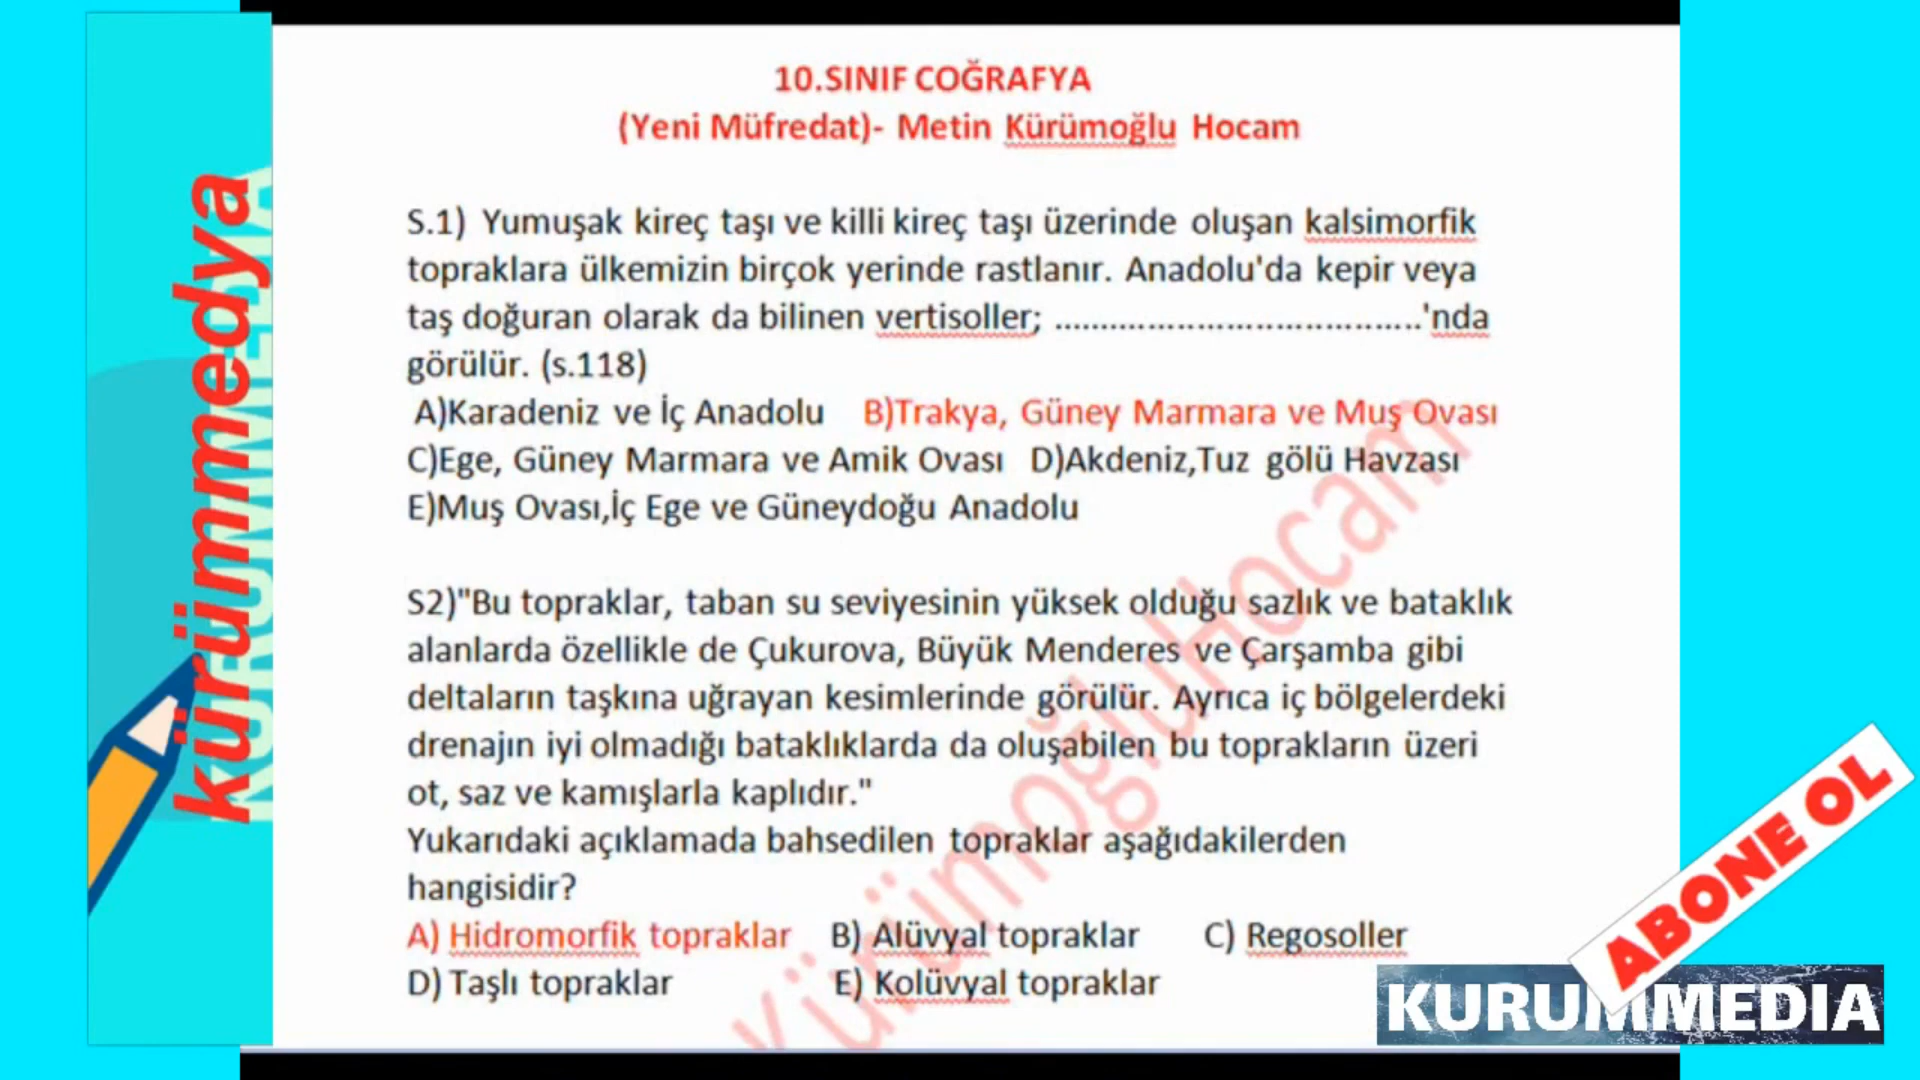 10.SINIF COĞRAFYA
(Yeni Müfredat)- Metin Kürümoğlu Hocam
S.1) Yumuşak kireç taşı ve killi kireç taşı üzerinde oluşan kalsimorfik
topraklara ülkemizin birçok yerinde rastlanır. Anadolu'da kepir veya
taş doğuran olarak da bilinen vertisoller; ......................................'nda
görülür. (s.118)
A)Karadeniz ve İç Anadolu B)Trakya, Güney Marmara ve Muş Ovası
C)Ege, Güney Marmara ve Amik Ovası D)Akdeniz,Tuz gölü Havzası
E)Muş Ovası,İç Ege ve Güneydoğu Anadolu
S2)"Bu topraklar, taban su seviyesinin yüksek olduğu sazlık ve bataklık
alanlarda özellikle de Çukurova, Büyük Menderes ve Çarşamba gibi
deltaların taşkına uğrayan kesimlerinde görülür. Ayrıca iç bölgelerdeki
drenajın iyi olmadığı bataklıklarda da oluşabilen bu toprakların üzeri
ot, saz ve kamışlarla kaplıdır."
Yukarıdaki açıklamada bahsedilen topraklar aşağıdakilerden
hangisidir?
A) Hidromorfik topraklar B) Alüvyal topraklar C) Regosoller
D) Taşlı topraklar E) Kolüvyal topraklar
kürümmedya
KürümoğluHocam
ABONE OL
KURUMMEDIA